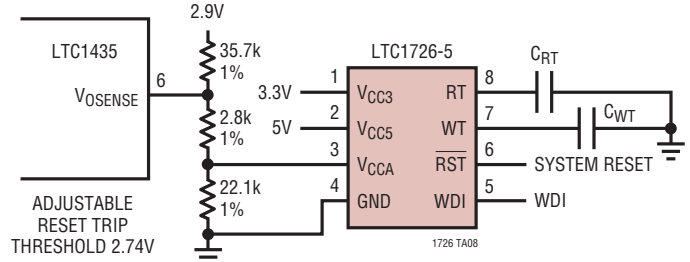 2.9V
LTC1435
6
VOSENSE
35.7k
1%
2.8k
1%
22.1k
1%
ADJUSTABLE
RESET TRIP
THRESHOLD 2.74V
LTC1726-5
3.3V
1
VCC3
5V
2
VCC5
3
VCCA
4
GND
RT
8
WT
7
RST
6
WDI
5
CRT
CWT
SYSTEM RESET
WDI
1726 TA08